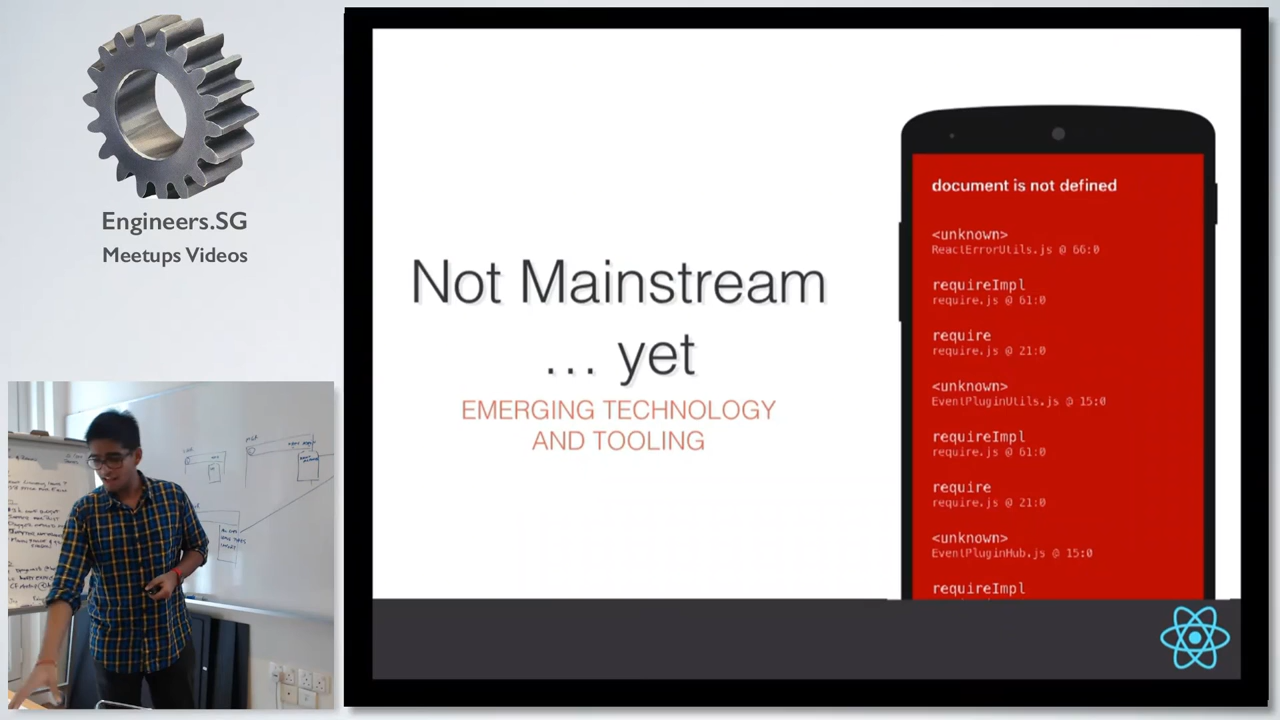 Engineers.SG
Meetups Videos
Not Mainstream
... yet
EMERGING TECHNOLOGY
AND TOOLING
document is not defined
<unknown>
ReactErrorUtils.js @ 66:0
requireImpl
require.js @ 61:0
require
require.js @ 21:0
<unknown>
EventPluginUtils.js @ 15:0
requireImpl
require.js @ 61:0
require
require.js @ 21:0
<unknown>
EventPluginHub.js @ 15:0
requireImpl